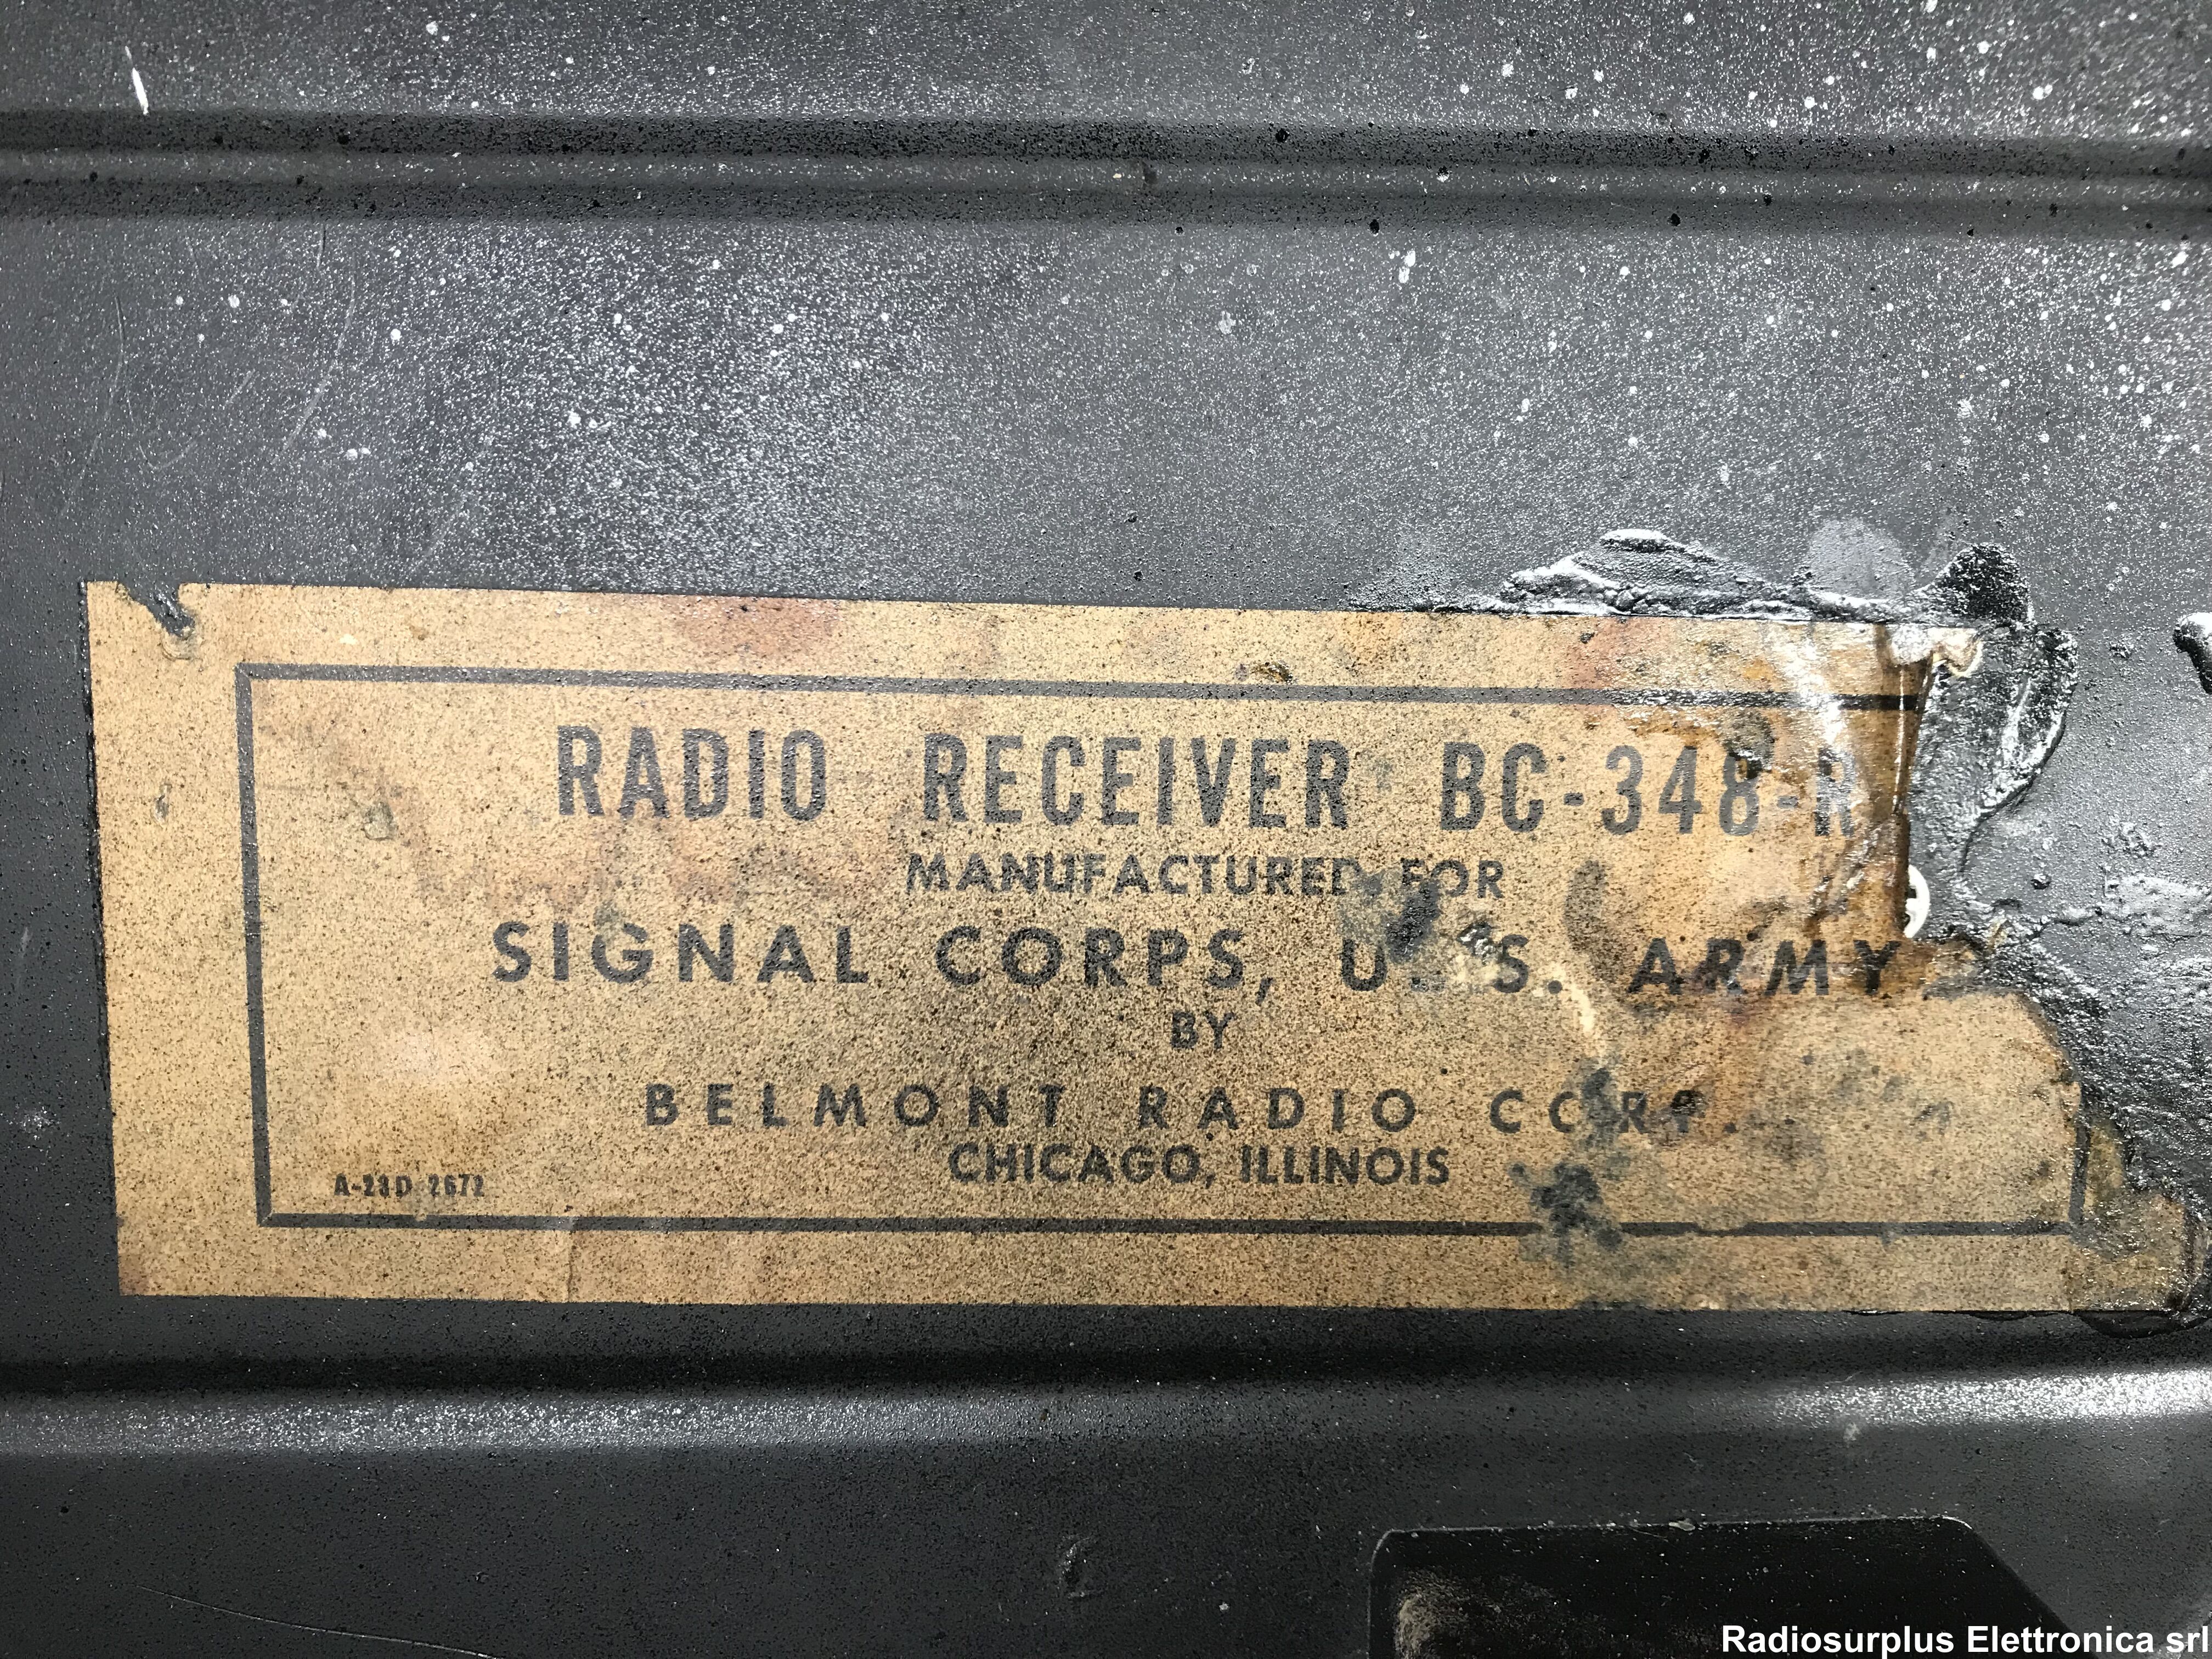 RADIO RECEIVER BC-348-R
MANUFACTURED FOR
SIGNAL CORPS, U. S. ARMY
BY
BELMONT RADIO CORP.
CHICAGO, ILLINOIS
A-23D 2672
Radiosurplus Elettronica srl